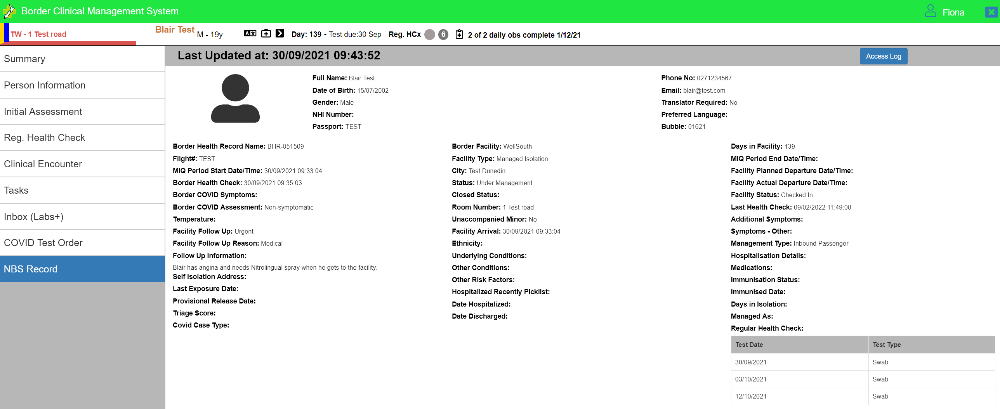 Border Clinical Management System
Fiona
TW - 1 Test road
Blair Test M - 19y
Day: 139 - Test due:30 Sep
Reg. HCx 6
2 of 2 daily obs complete 1/12/21
Summary
Person Information
Initial Assessment
Reg. Health Check
Clinical Encounter
Tasks
Inbox (Labs+)
COVID Test Order
NBS Record
Last Updated at: 30/09/2021 09:43:52
Access Log
Full Name: Blair Test
Date of Birth: 15/07/2002
Gender: Male
NHI Number:
Passport: TEST
Phone No: 0271234567
Email: blair@test.com
Translator Required: No
Preferred Language:
Bubble: 01621
Border Health Record Name: BHR-051509
Flight#: TEST
MIQ Period Start Date/Time: 30/09/2021 09:33:04
Border Health Check: 30/09/2021 09:35:03
Border COVID Symptoms:
Border COVID Assessment: Non-symptomatic
Temperature:
Facility Follow Up: Urgent
Facility Follow Up Reason: Medical
Follow Up Information:
Blair has angina and needs Nitrolingual spray when he gets to the facility.
Self Isolation Address:
Last Exposure Date:
Provisional Release Date:
Triage Score:
Covid Case Type:
Border Facility: WellSouth
Facility Type: Managed Isolation
City: Test Dunedin
Status: Under Management
Closed Status:
Room Number: 1 Test road
Unaccompanied Minor: No
Facility Arrival: 30/09/2021 09:33:04
Ethnicity:
Underlying Conditions:
Other Conditions:
Other Risk Factors:
Hospitalized Recently Picklist:
Date Hospitalized:
Date Discharged:
Days in Facility: 139
MIQ Period End Date/Time:
Facility Planned Departure Date/Time:
Facility Actual Departure Date/Time:
Facility Status: Checked In
Last Health Check: 09/02/2022 11:49:08
Additional Symptoms:
Symptoms - Other:
Management Type: Inbound Passenger
Hospitalisation Details:
Medications:
Immunisation Status:
Immunised Date:
Days in Isolation:
Managed As:
Regular Health Check:
Test Date Test Type
30/09/2021 Swab
03/10/2021 Swab
12/10/2021 Swab